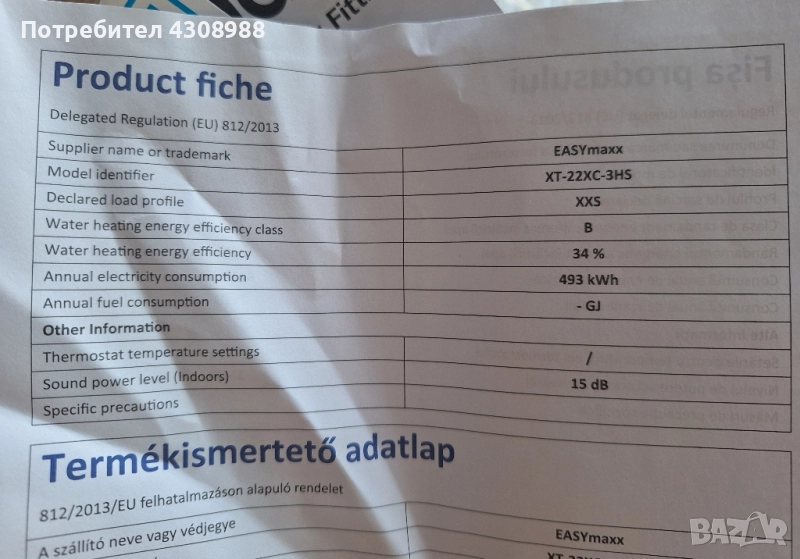 Потребител 4308988
Fitt
Product fiche
Delegated Regulation (EU) 812/2013
Supplier name or trademark EASYmaxx
Model identifier XT-22XC-3HS
Declared load profile XXS
Water heating energy efficiency class B
Water heating energy efficiency 34 %
Annual electricity consumption 493 kWh
Annual fuel consumption - GJ
Other Information
Thermostat temperature settings /
Sound power level (Indoors) 15 dB
Specific precautions
Termékismertető adatlap
812/2013/EU felhatalmazáson alapuló rendelet
A szállító neve vagy védjegye EASYmaxx
BAZAR